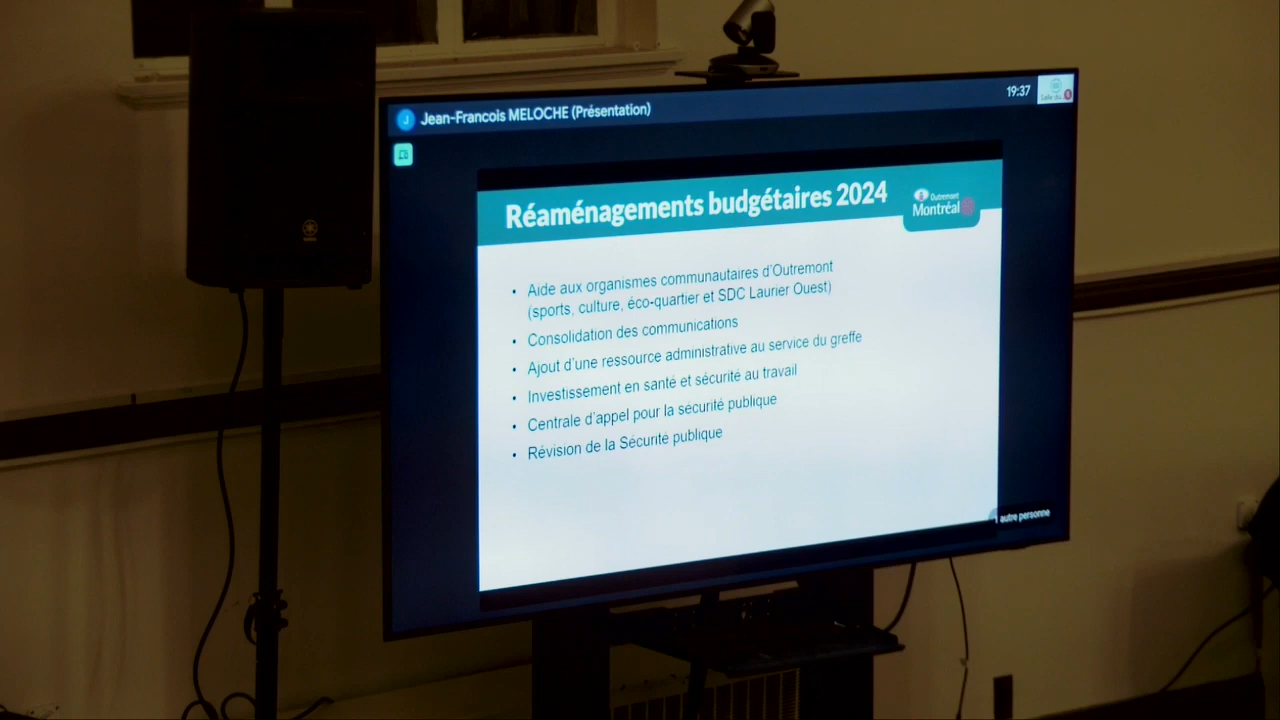 Jean-Francois MELOCHE (Présentation)
19:37
Réaménagements budgétaires 2024
Outremont
Montréal
• Aide aux organismes communautaires d'Outremont
(sports, culture, éco-quartier et SDC Laurier Ouest)
• Consolidation des communications
• Ajout d'une ressource administrative au service du greffe
• Investissement en santé et sécurité au travail
• Centrale d'appel pour la sécurité publique
• Révision de la Sécurité publique
autre personne